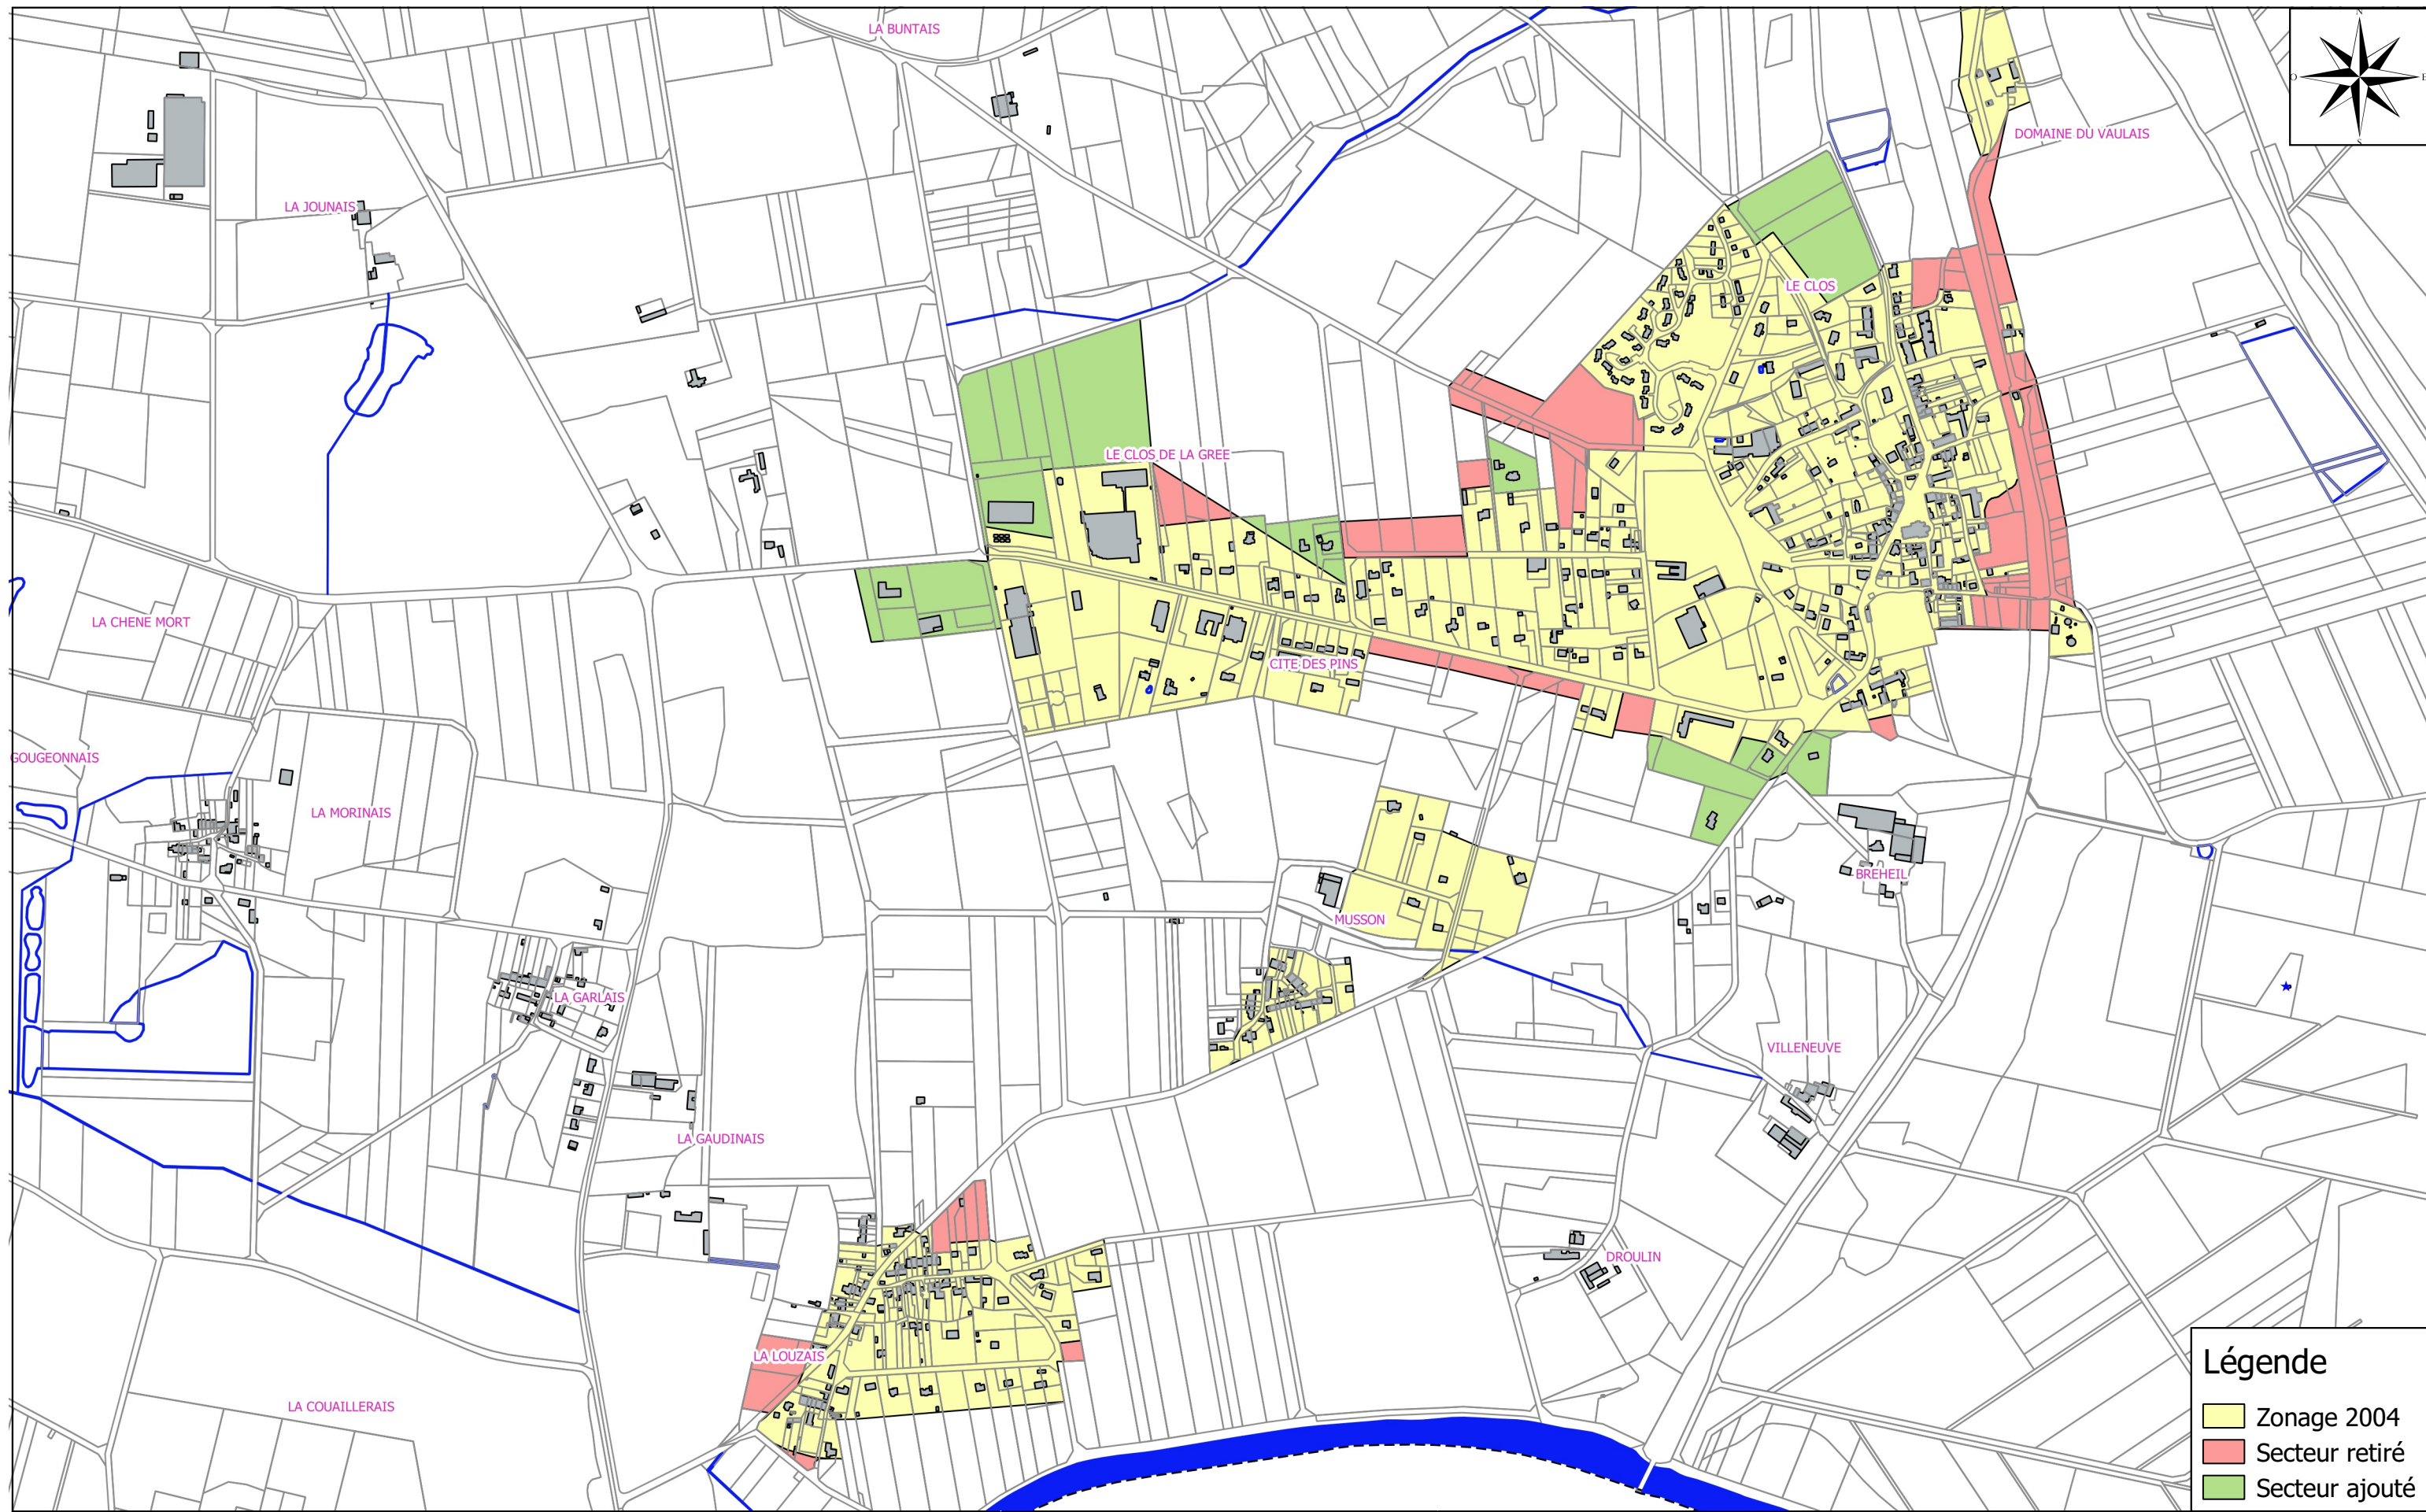 LA BUNTAIS
N
O
E
S
DOMAINE DU VAULAIS
LA JOUNAIS
LE CLOS
LE CLOS DE LA GREE
LA CHENE MORT
CITE DES PINS
GOUGEONNAIS
LA MORINAIS
BREHEIL
MUSSON
LA GARLAIS
VILLENEUVE
LA GAUDINAIS
DROULIN
LA LOUZAIS
LA COUAILLERAIS
Légende
Zonage 2004
Secteur retiré
Secteur ajouté